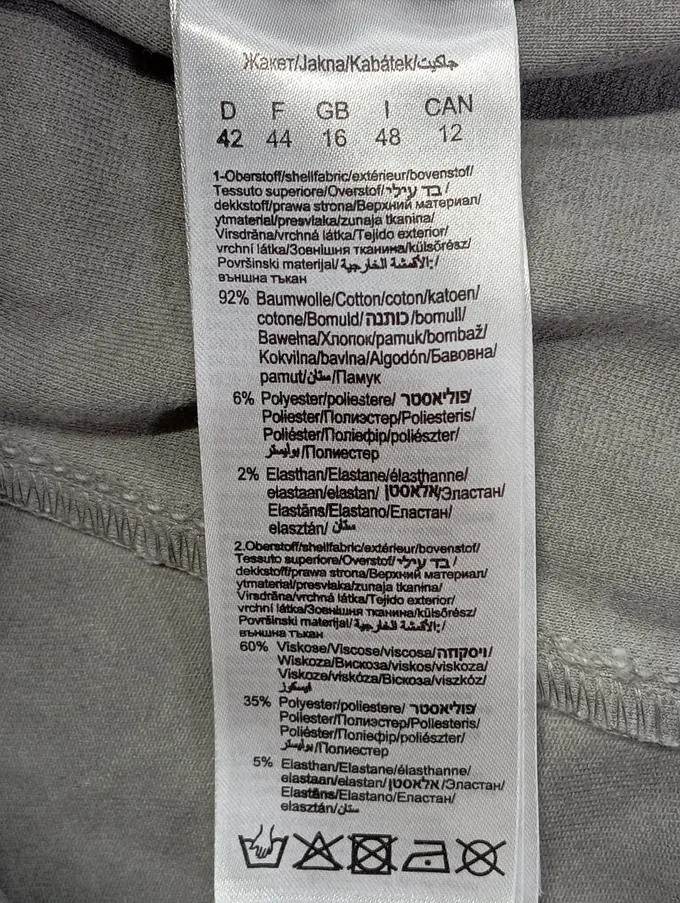 Жакет/Jakna/Kabátek/جاكيت
D F GB I CAN
42 44 16 48 12
1-Oberstoff/shellfabric/extérieur/bovenstof/
Tessuto superiore/Overstof/בד עילי/
dekkstoff/prawa strona/Верхний материал/
ytmaterial/presvlaka/zunaja tkanina/
Virsdrāna/vrchná látka/Tejido exterior/
vrchní látka/Зовнішня тканина/külsőrész/
Površinski materijal/الأقمشة الخارجية:/
външна тъкан
92% Baumwolle/Cotton/coton/katoen/
cotone/Bomuld/כותנה/bomull/
Bawełna/Хлопок/pamuk/bombaž/
Kokvilna/bavlna/Algodón/Бавовна/
pamut/ستان/Памук
6% Polyester/poliestere/פוליאסטר
Poliester/Полиэстер/Poliesteris/
Poliéster/Поліефір/poliészter/
بوليستر/Полиестер
2% Elasthan/Elastane/élasthanne/
elastaan/elastan/אלאסטן/Эластан/
Elastāns/Elastano/Еластан/
elasztán/ستان
2.Oberstoff/shellfabric/extérieur/bovenstof/
Tessuto superiore/Overstof/בד עילי/
dekkstoff/prawa strona/Верхний материал/
ytmaterial/presvlaka/zunaja tkanina/
Virsdrāna/vrchná látka/Tejido exterior/
vrchní látka/Зовнішня тканина/külsőrész/
Površinski materijal/الأقمشة الخارجية:/
външна тъкан
60% Viskose/Viscose/viscosa/ויסקוזה/
Wiskoza/Вискоза/viskos/viskoza/
Viskoze/viskóza/Віскоза/viszkóz/
فيسكوز
35% Polyester/poliestere/פוליאסטר
Poliester/Полиэстер/Poliesteris/
Poliéster/Поліефір/poliészter/
بوليستر/Полиестер
5% Elasthan/Elastane/élasthanne/
elastaan/elastan/אלאסטן/Эластан/
Elastāns/Elastano/Еластан/
elasztán/ستان